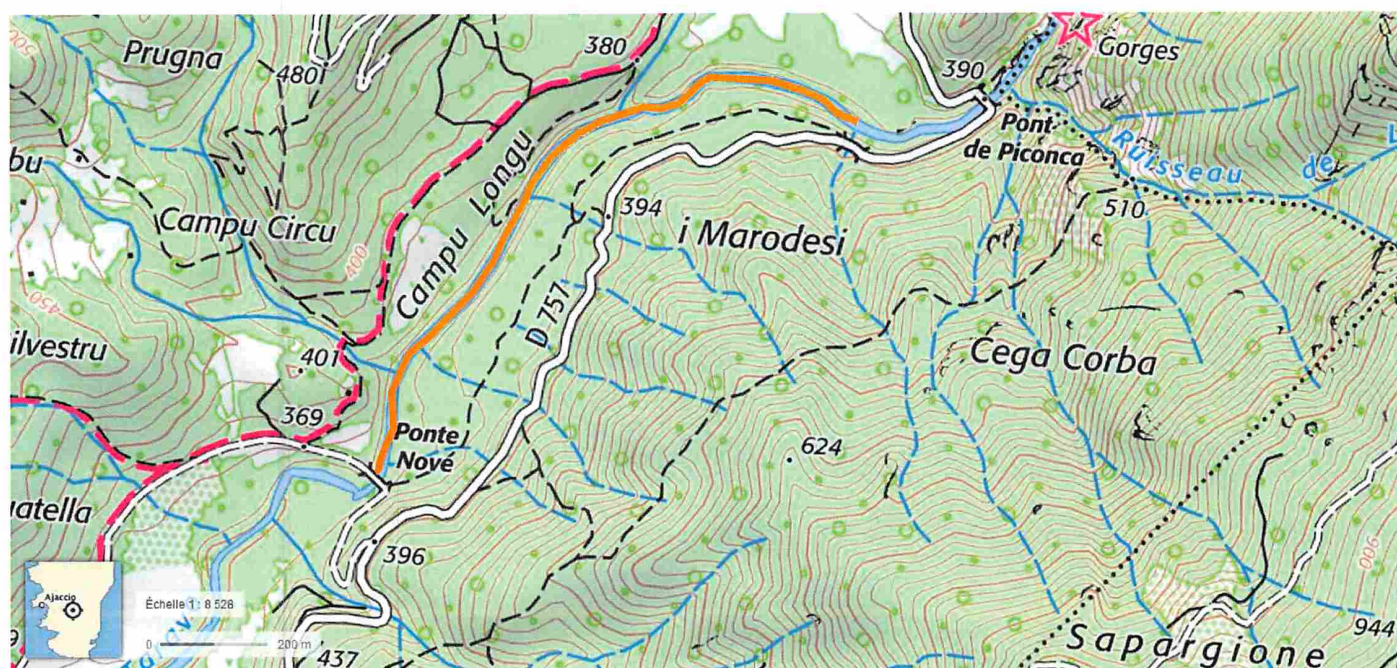 500
Prugna
480
380
390
Gorges
Pont
de Piconca
Ruisseau de
bu
Campu Circu
Campu Longu
394
i Marodesi
510
400
450
D 757
ilvestru
401
Cega Corba
369
Ponte
Nové
624
uatella
396
900
Ajaccio
Échelle 1 : 8 528
0 200 m
437
944
Sapargione